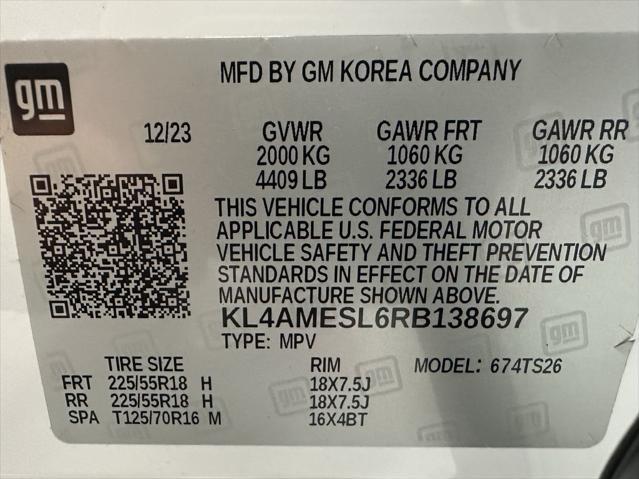 gm
MFD BY GM KOREA COMPANY
12/23 GVWR GAWR FRT GAWR RR
2000 KG 1060 KG 1060 KG
4409 LB 2336 LB 2336 LB
THIS VEHICLE CONFORMS TO ALL
APPLICABLE U.S. FEDERAL MOTOR
VEHICLE SAFETY AND THEFT PREVENTION
STANDARDS IN EFFECT ON THE DATE OF
MANUFACTURE SHOWN ABOVE.
KL4AMESL6RB138697
TYPE: MPV
TIRE SIZE RIM MODEL: 674TS26
FRT 225/55R18 H 18X7.5J
RR 225/55R18 H 18X7.5J
SPA T125/70R16 M 16X4BT